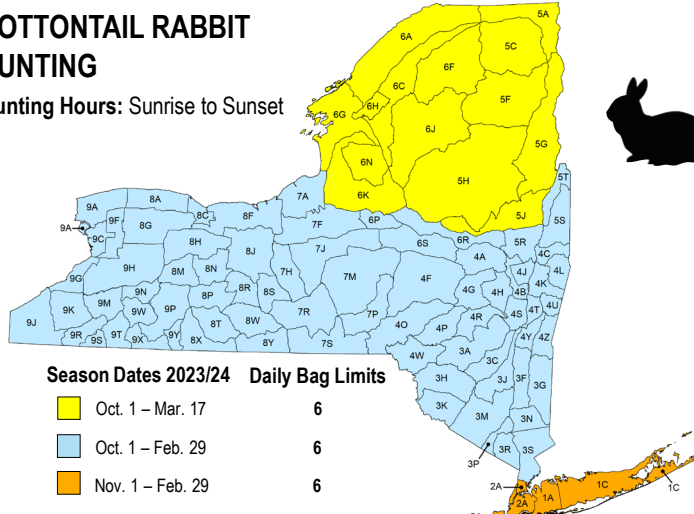 OTTONTAIL RABBIT
UNTING
unting Hours: Sunrise to Sunset
5A
6A
5C
6F
6C
5F
6H
6G
6J
5G
6N
5H
6K
5T
5J
7A
8A
9A
8C
8F
6P
5S
9F
9A
8G
7F
9C
6R
5R
8H
6S
7J
8J
4A
4C
9H
8M
8N
7H
7M
4F
4J
4L
9G
8R
8S
4G
4H
4B
4K
9N
8P
9M
9K
9W
9P
7R
7P
4R
4S
4T
4U
9J
8T
8W
4O
4P
9R
9S
9T
9X
9Y
8X
8Y
7S
4Y
4Z
4W
3A
3C
3H
3J
3F
3G
3K
3M
3N
3P
3R
3S
2A
2A
1A
1C
1C
Season Dates 2023/24 Daily Bag Limits
Oct. 1 – Mar. 17 6
Oct. 1 – Feb. 29 6
Nov. 1 – Feb. 29 6